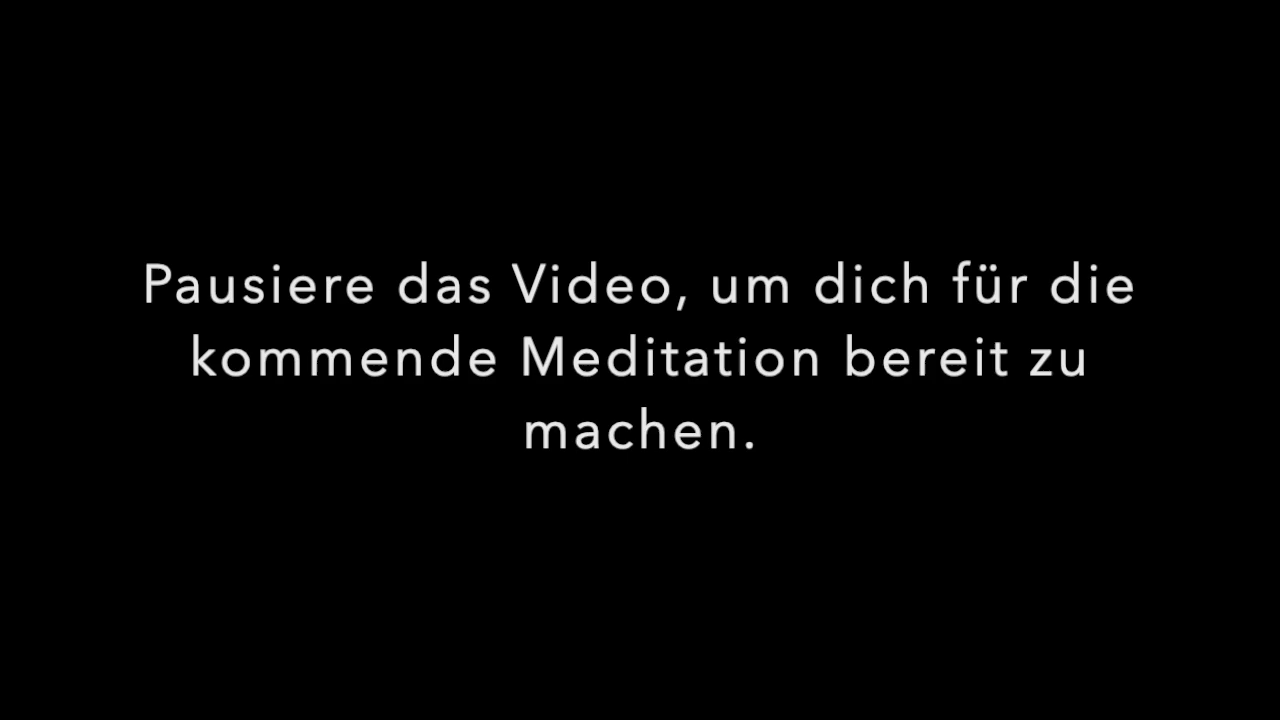 Pausiere das Video, um dich für die
kommende Meditation bereit zu
machen.